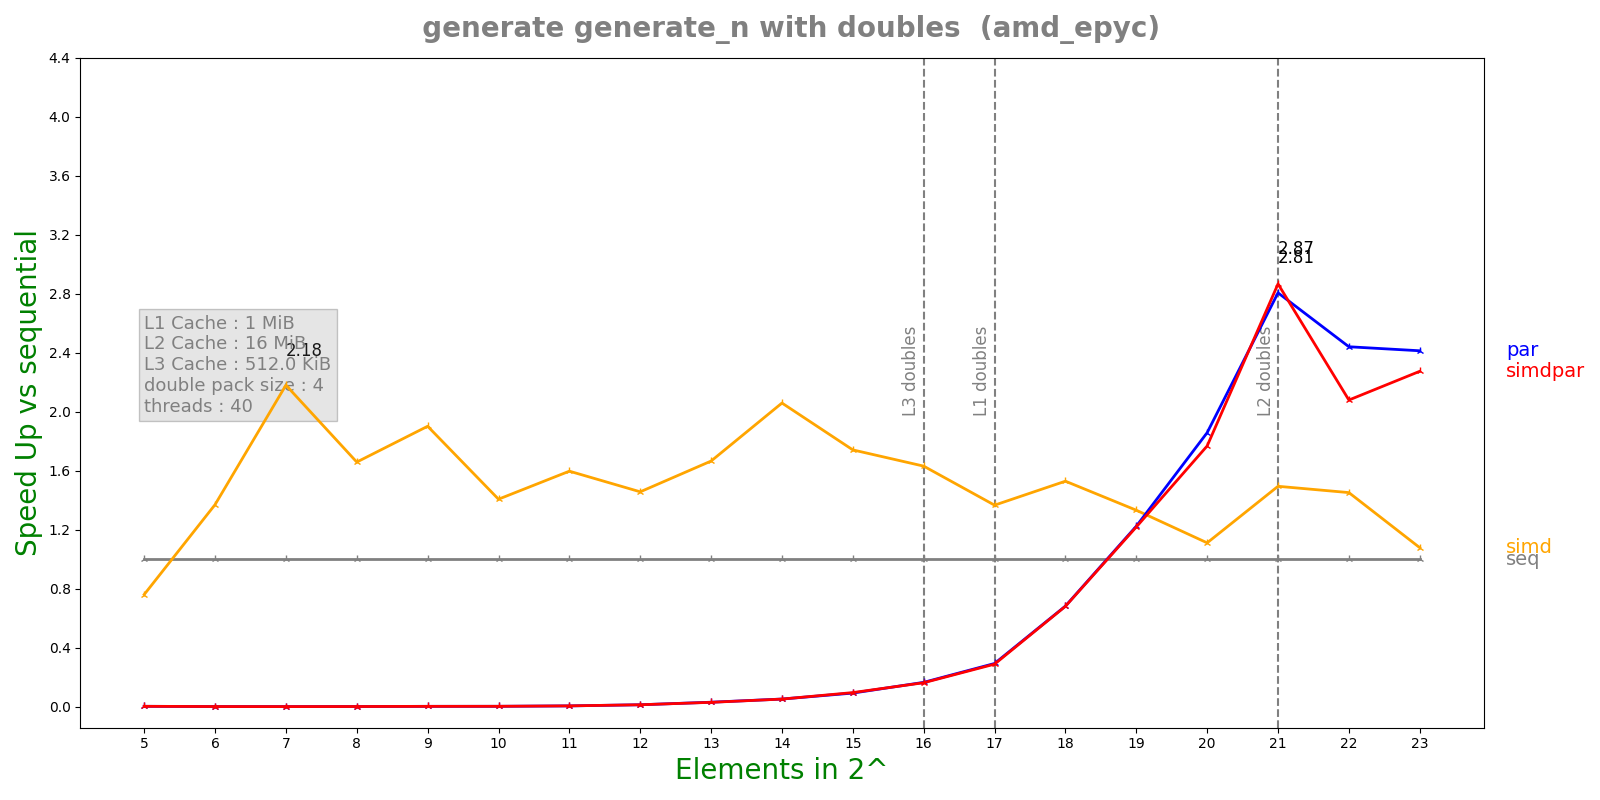 generate generate_n with doubles  (amd_epyc)
Speed Up vs sequential
4.4
4.0
3.6
3.2
2.8
2.4
2.0
1.6
1.2
0.8
0.4
0.0
L1 Cache : 1 MiB
L2 Cache : 16 MiB
L3 Cache : 512.0 KiB
double pack size : 4
threads : 40
2.18
L3 doubles
L1 doubles
L2 doubles
2.87
2.81
par
simdpar
simd
seq
5 6 7 8 9 10 11 12 13 14 15 16 17 18 19 20 21 22 23
Elements in 2^